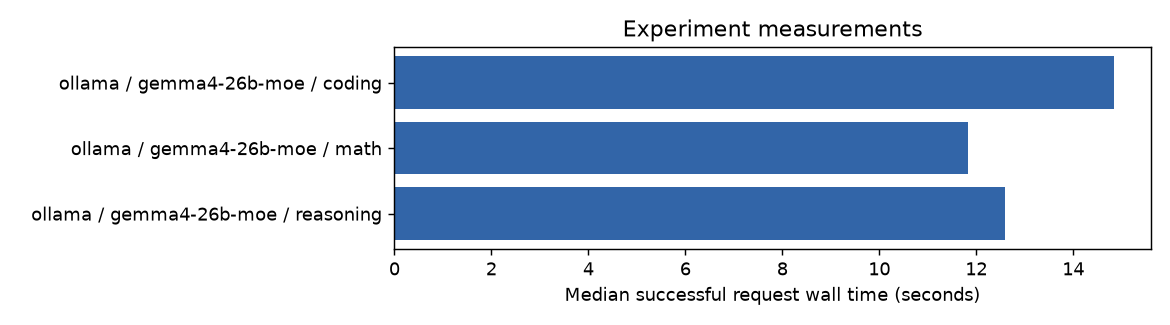 Experiment measurements
ollama / gemma4-26b-moe / coding
ollama / gemma4-26b-moe / math
ollama / gemma4-26b-moe / reasoning
0 2 4 6 8 10 12 14
Median successful request wall time (seconds)